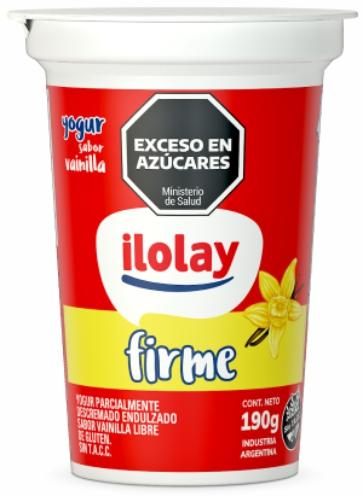 yogur
sabor
vainilla
EXCESO EN
AZÚCARES
Ministerio
de Salud
ilolay
firme
YOGUR PARCIALMENTE
DESCREMADO ENDULZADO
SABOR VAINILLA LIBRE
DE GLUTEN.
SIN T.A.C.C.
CONT. NETO
190g
INDUSTRIA
ARGENTINA